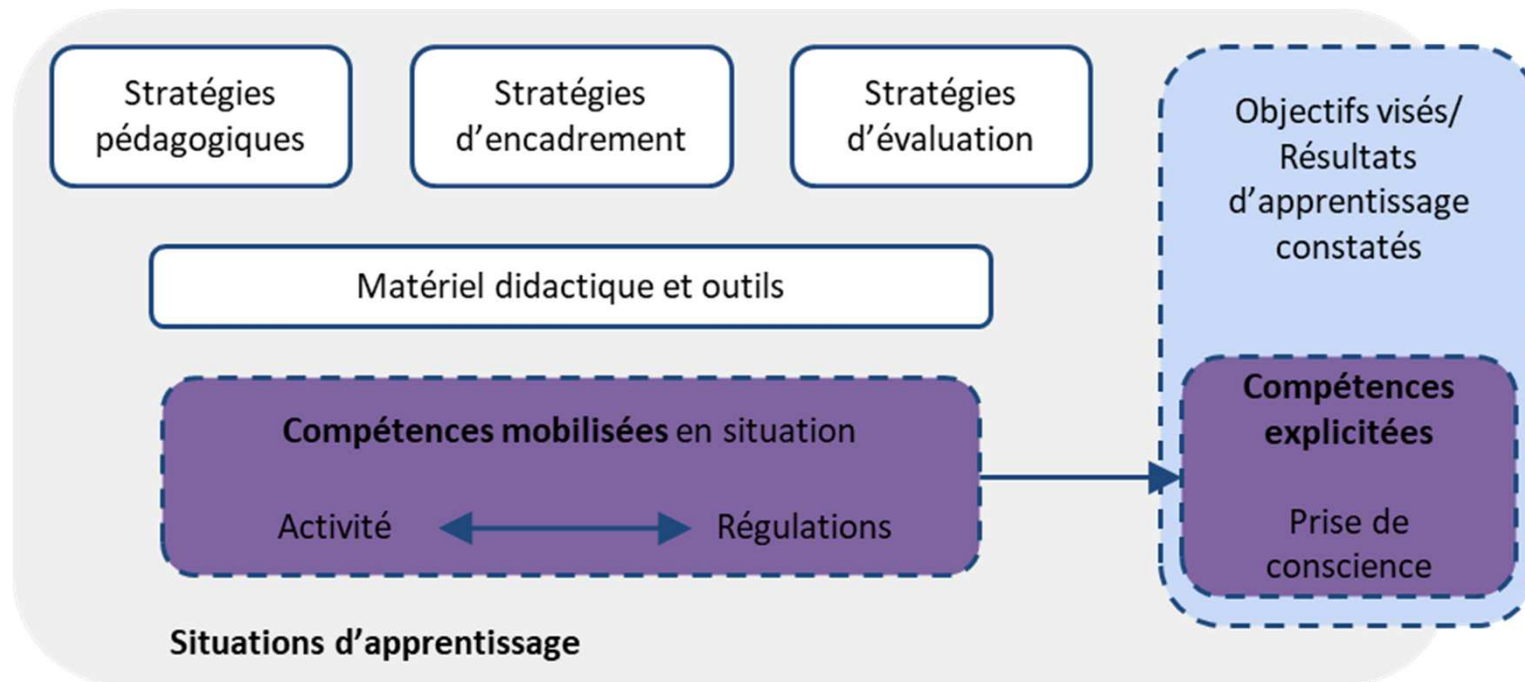 Stratégies
pédagogiques
Stratégies
d’encadrement
Stratégies
d’évaluation
Objectifs visés/
Résultats
d’apprentissage
constatés
Matériel didactique et outils
Compétences mobilisées en situation
Activité
Régulations
Compétences
explicitées
Prise de
conscience
Situations d’apprentissage